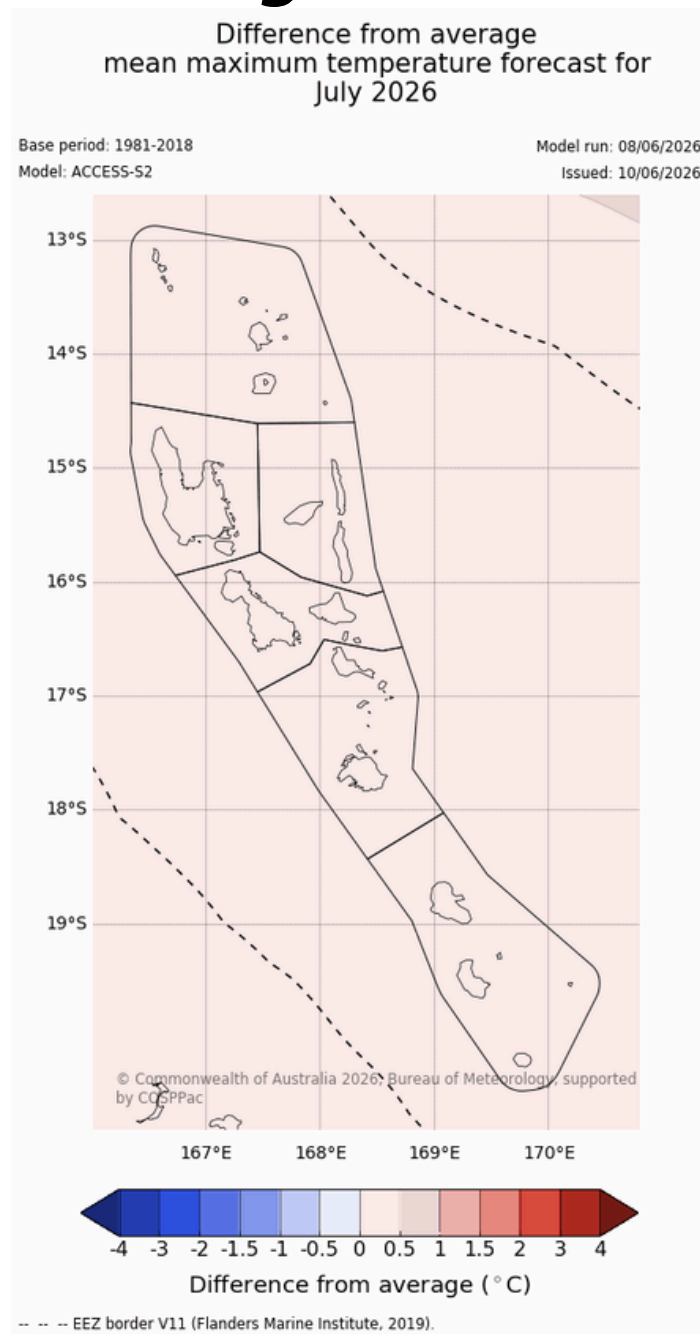 Difference from average
mean maximum temperature forecast for
July 2026
Base period: 1981-2018
Model run: 08/06/2026
Model: ACCESS-S2
Issued: 10/06/2026
13°S
14°S
15°S
16°S
17°S
18°S
19°S
© Commonwealth of Australia 2026, Bureau of Meteorology, supported
by COSPPac
167°E 168°E 169°E 170°E
-4 -3 -2 -1.5 -1 -0.5 0 0.5 1 1.5 2 3 4
Difference from average (°C)
-- -- -- EEZ border V11 (Flanders Marine Institute, 2019).